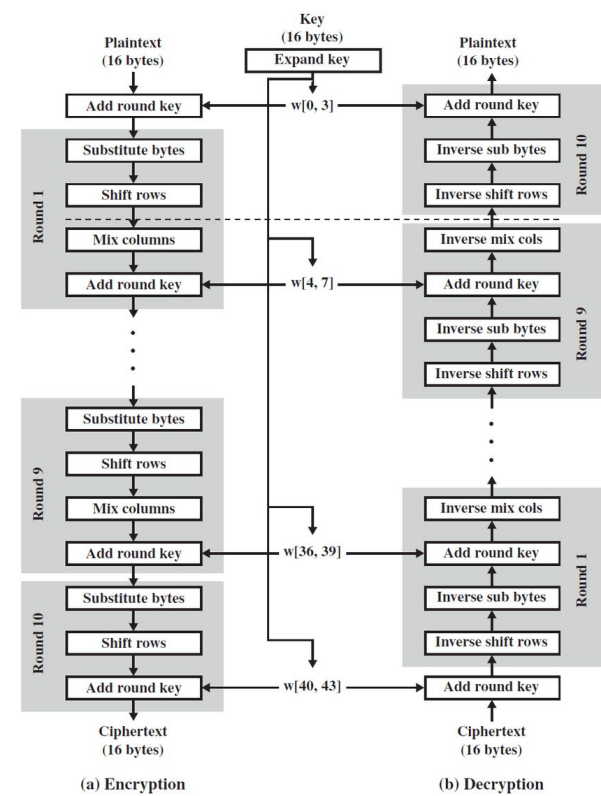 Key
(16 bytes)
Plaintext
(16 bytes)
Expand key
Plaintext
(16 bytes)
Add round key
w[0, 3]
Add round key
Round 1
Substitute bytes
Shift rows
Mix columns
Add round key
Inverse sub bytes
Inverse shift rows
Round 10
w[4, 7]
Inverse mix cols
Add round key
Inverse sub bytes
Inverse shift rows
Round 9
Round 9
Substitute bytes
Shift rows
Mix columns
Add round key
w[36, 39]
Inverse mix cols
Add round key
Inverse sub bytes
Inverse shift rows
Round 1
Round 10
Substitute bytes
Shift rows
Add round key
w[40, 43]
Add round key
Ciphertext
(16 bytes)
Ciphertext
(16 bytes)
(a) Encryption
(b) Decryption